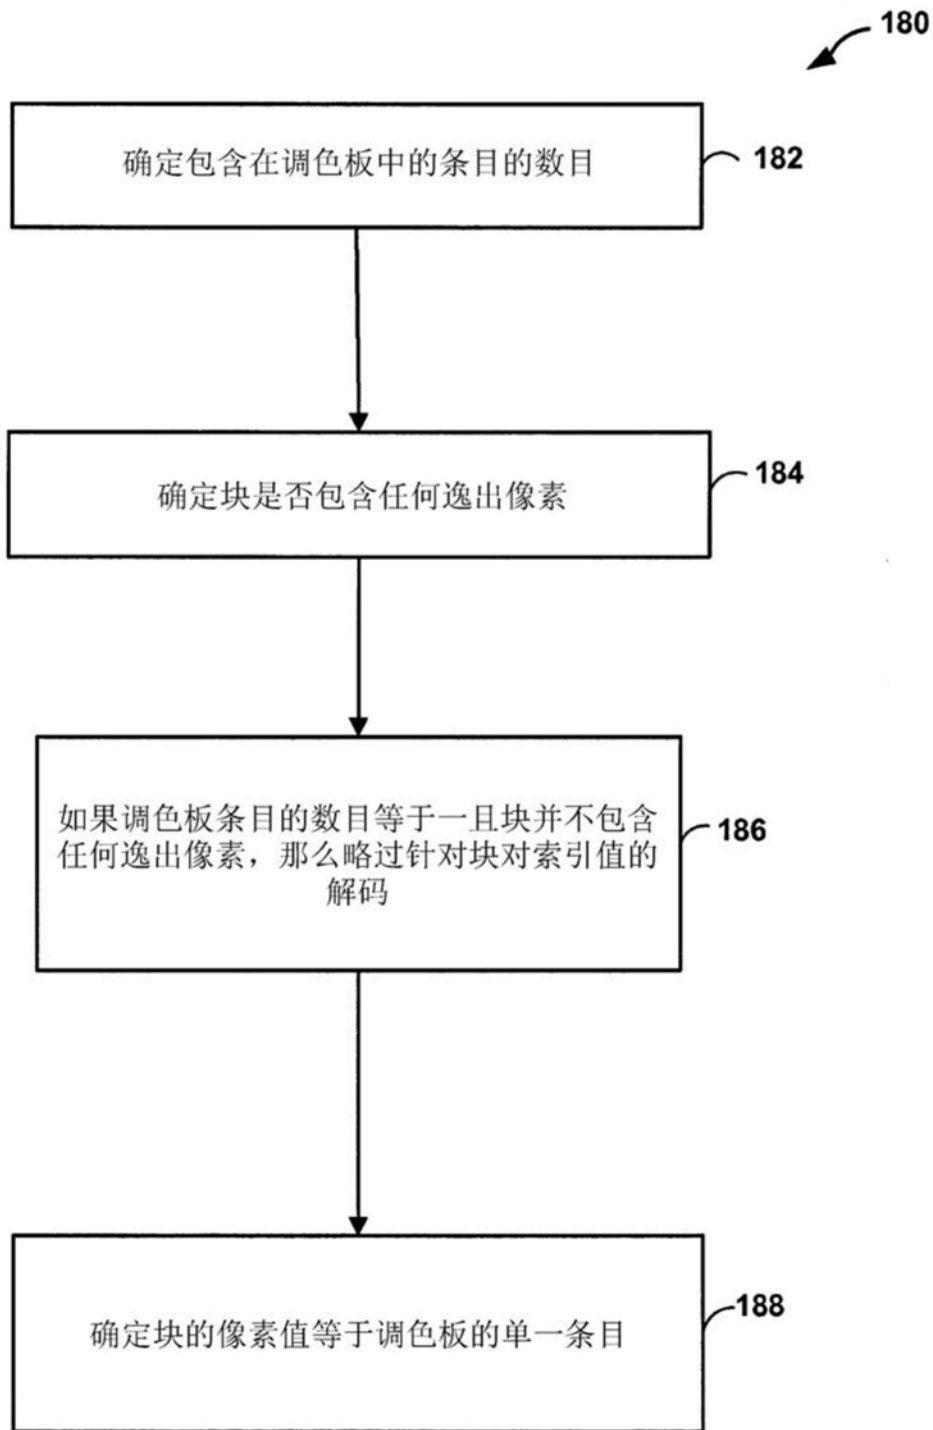 180
确定包含在调色板中的条目的数目
182
确定块是否包含任何逸出像素
184
如果调色板条目的数目等于一且块并不包含
任何逸出像素，那么略过针对块对索引值的
解码
186
确定块的像素值等于调色板的单一条目
188